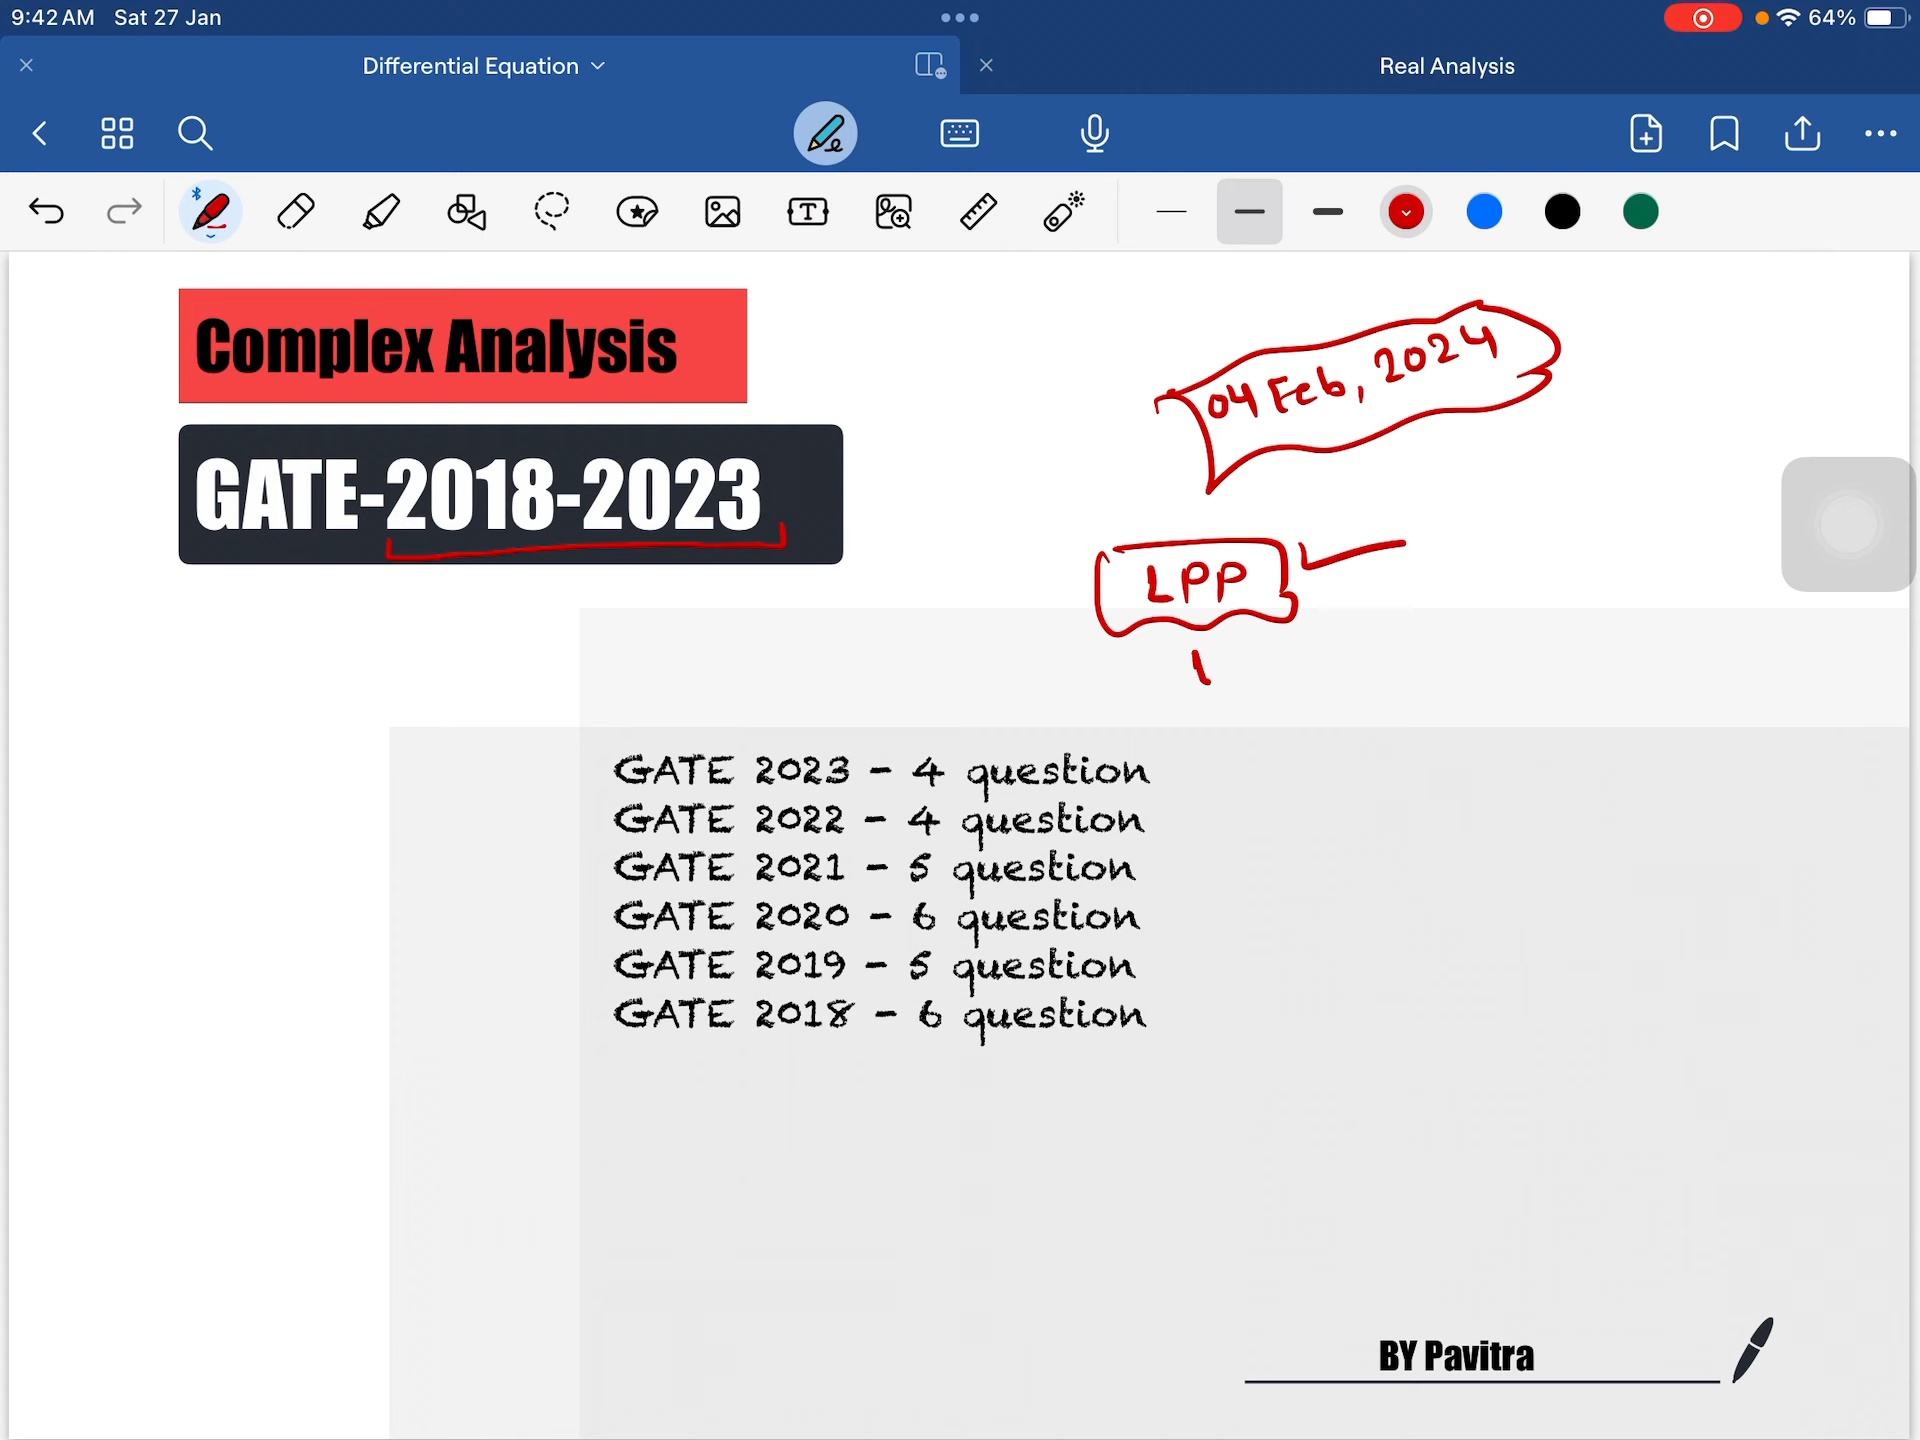 9:42 AM Sat 27 Jan
64%
Differential Equation
Real Analysis
Complex Analysis
04 Feb, 2024
GATE-2018-2023
LPP
GATE 2023 - 4 question
GATE 2022 - 4 question
GATE 2021 - 5 question
GATE 2020 - 6 question
GATE 2019 - 5 question
GATE 2018 - 6 question
BY Pavitra